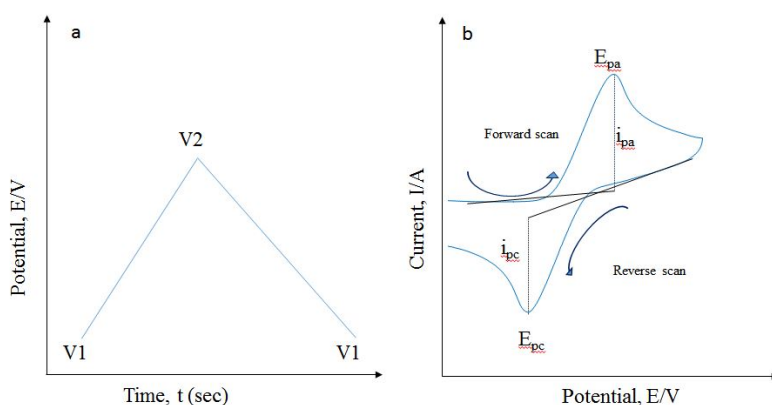 a
Potential, E/V
V2
V1
V1
Time, t (sec)
b
Current, I/A
Epa
Forward scan
ipa
ipc
Reverse scan
Epc
Potential, E/V